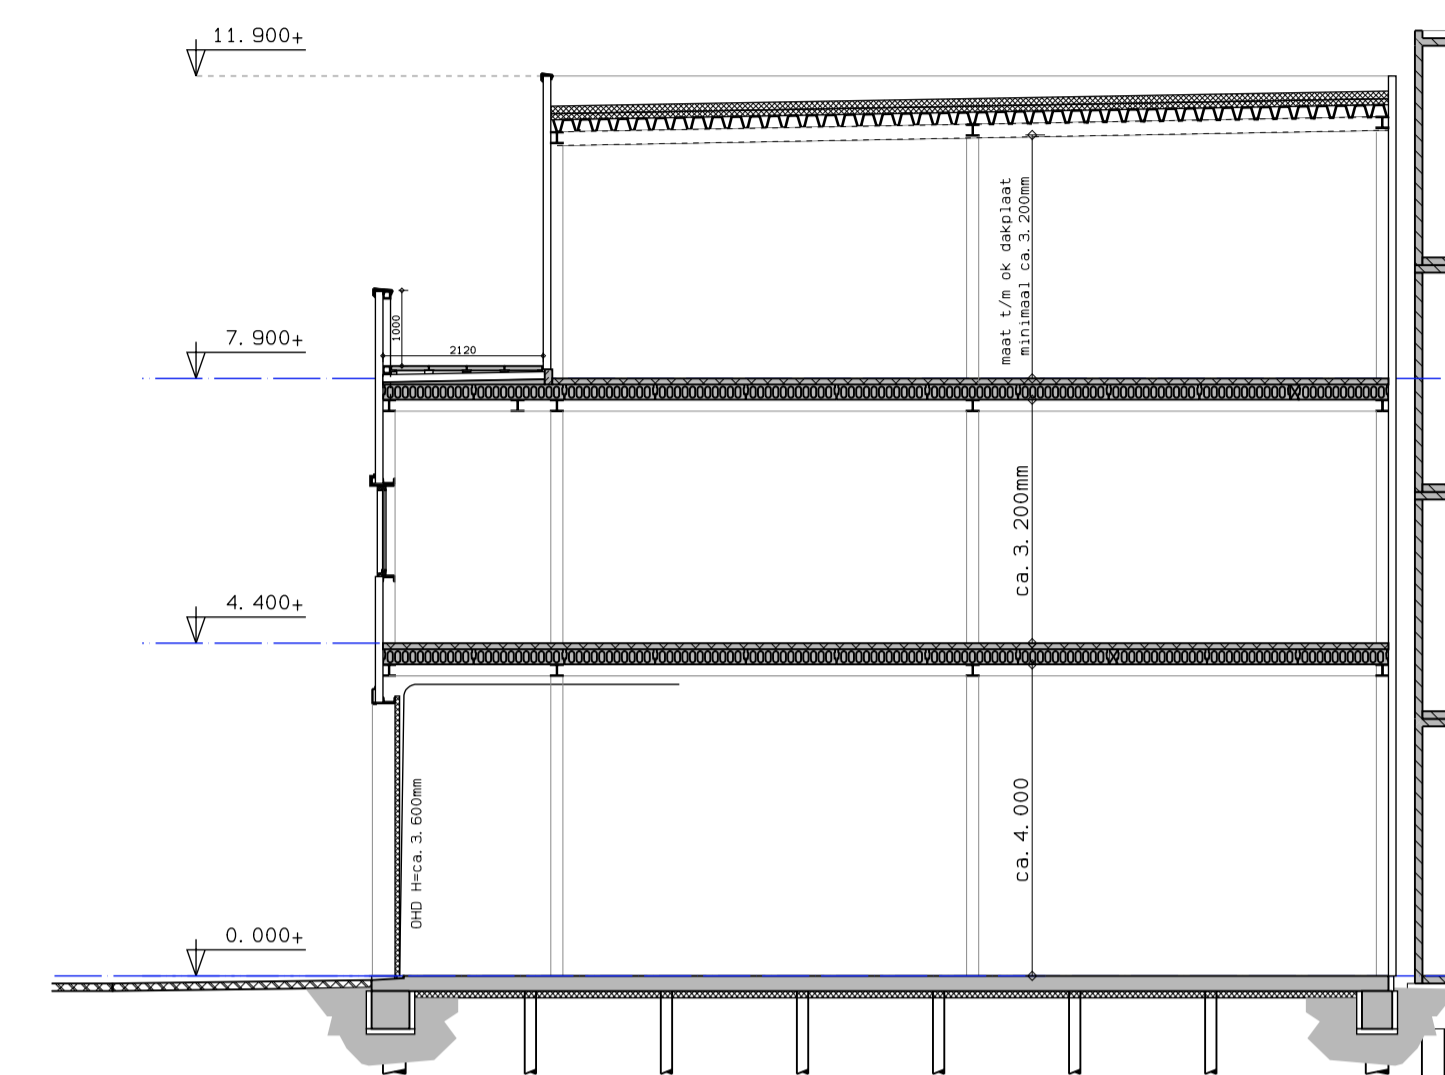 11.900+
maat t/m ok dakplaat
minimaal ca. 3.200mm
1000
2120
7.900+
ca. 3.200mm
4.400+
OHD H=ca. 3.600mm
ca. 4.000
0.000+